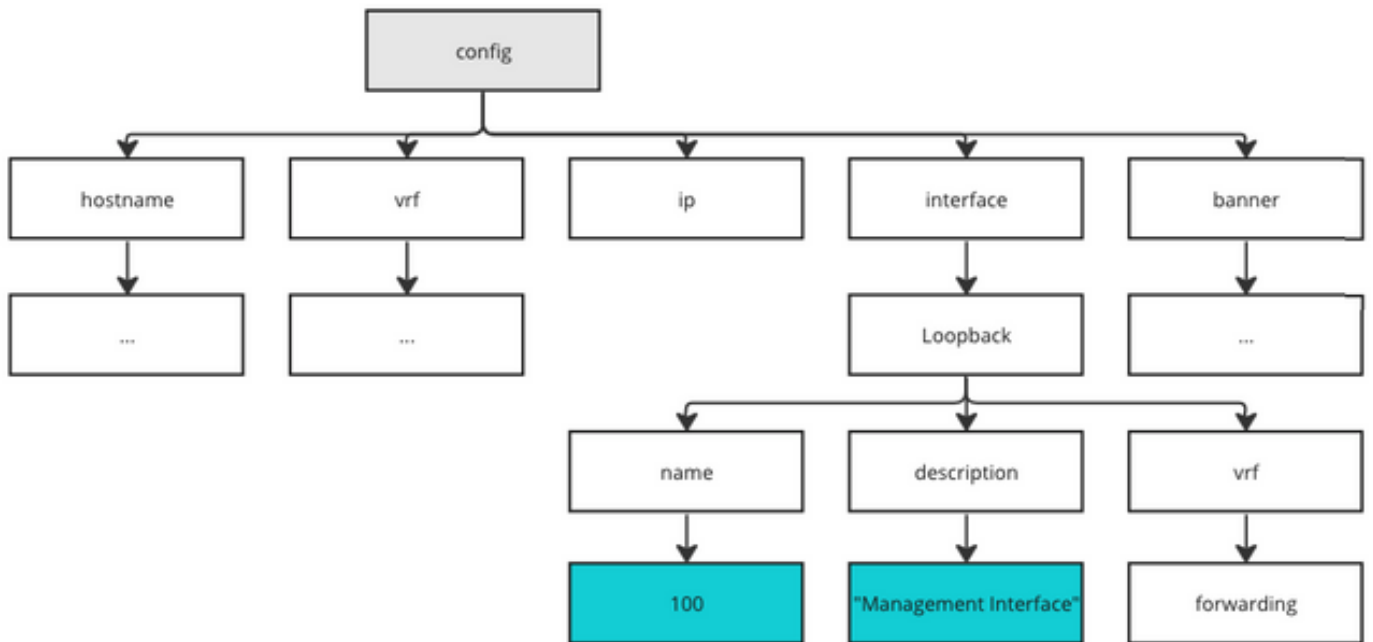 config
hostname
vrf
ip
interface
banner
...
...
Loopback
...
name
description
vrf
100
"Management Interface"
forwarding